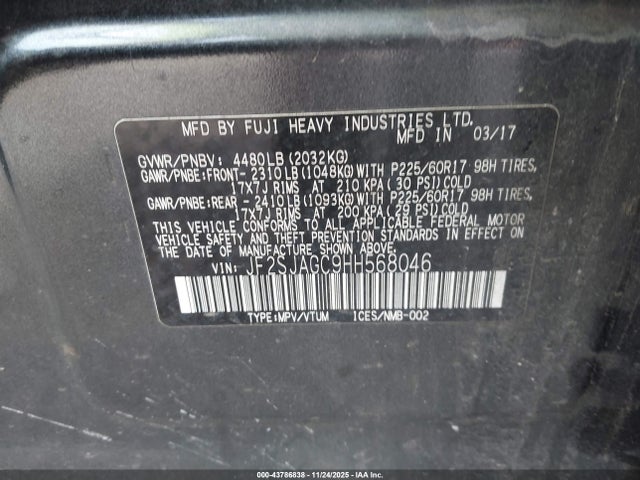 MFD BY FUJI HEAVY INDUSTRIES LTD.
MFD IN 03/17
GVWR/PNBV: 4480LB(2032KG)
GAWR/PNBE:FRONT- 2310LB(1048KG)WITH P225/60R17 98H TIRES,
17X7J RIMS AT 210 KPA(30 PSI)COLD
GAWR/PNBE:REAR - 2410LB(1093KG)WITH P225/60R17 98H TIRES,
17X7J RIMS AT 200 KPA(29 PSI)COLD
THIS VEHICLE CONFORMS TO ALL APPLICABLE FEDERAL MOTOR
VEHICLE SAFETY AND THEFT PREVENTION STANDARDS IN EFFECT ON
THE DATE OF MANUFACTURE SHOWN ABOVE.
VIN: JF2SJAGC9HH568046
TYPE:MPV/VTUM ICES/NMB-002
000-43786838 - 11/24/2025 - IAA Inc.